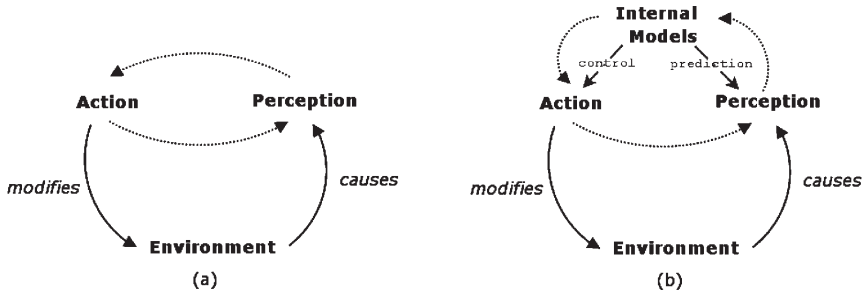 Action
Perception
modifies
causes
Environment
(a)
Internal
Models
control
prediction
Action
Perception
modifies
causes
Environment
(b)